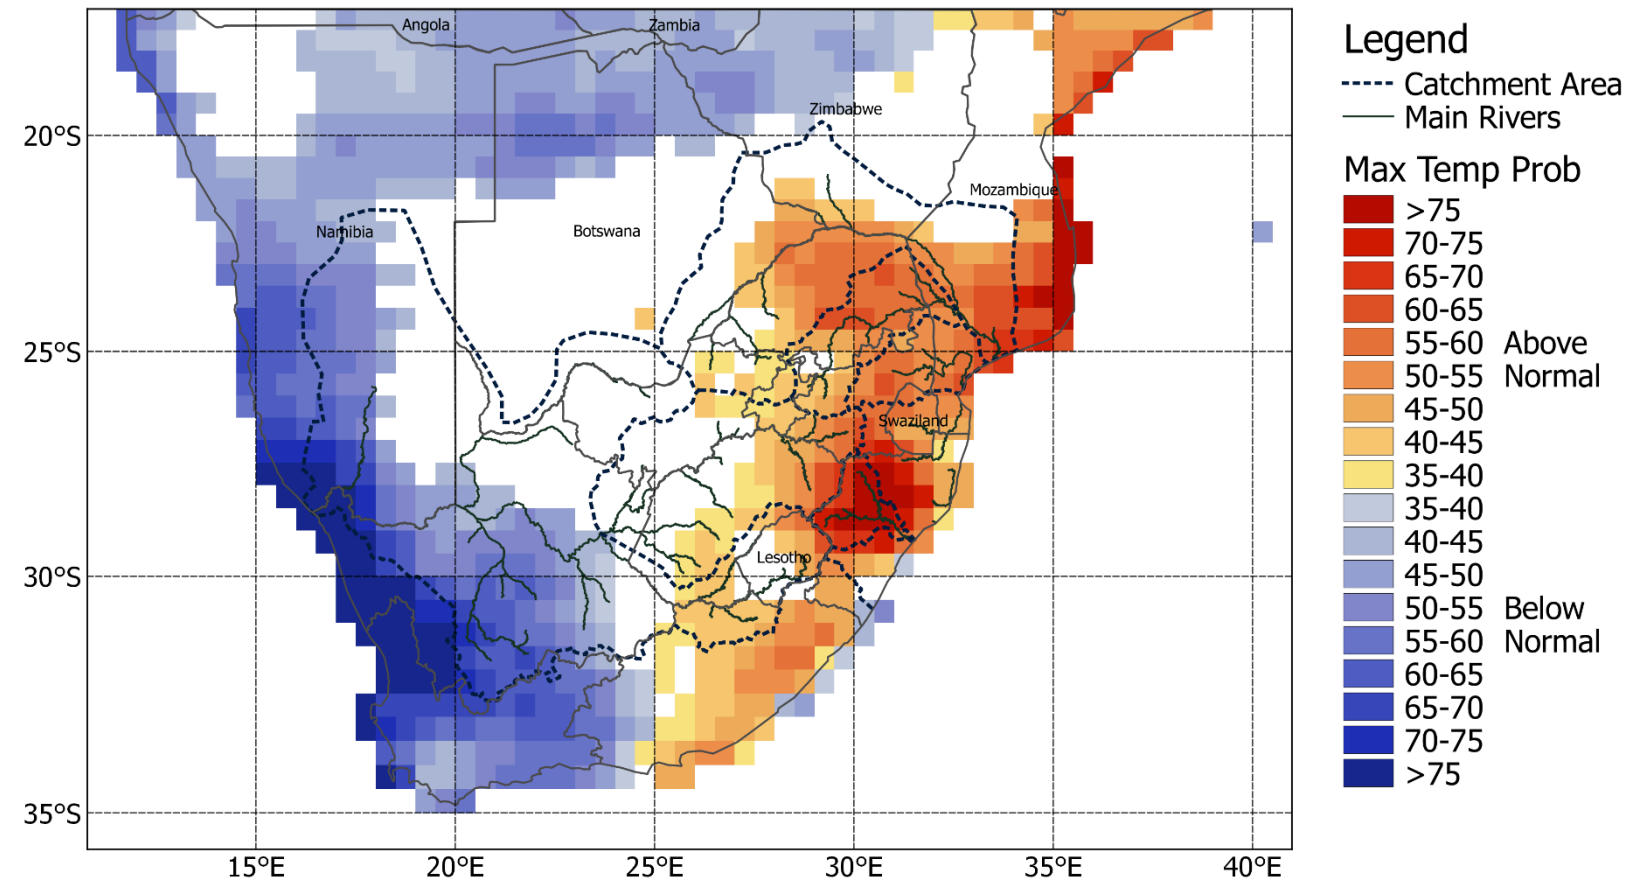 Angola
Zambia
Zimbabwe
Mozambique
Namibia
Botswana
Swaziland
Lesotho
20°S
25°S
30°S
35°S
15°E
20°E
25°E
30°E
35°E
40°E
Legend
Catchment Area
Main Rivers
Max Temp Prob
>75
70-75
65-70
60-65
55-60 Above
50-55 Normal
45-50
40-45
35-40
35-40
40-45
45-50
50-55 Below
55-60 Normal
60-65
65-70
70-75
>75